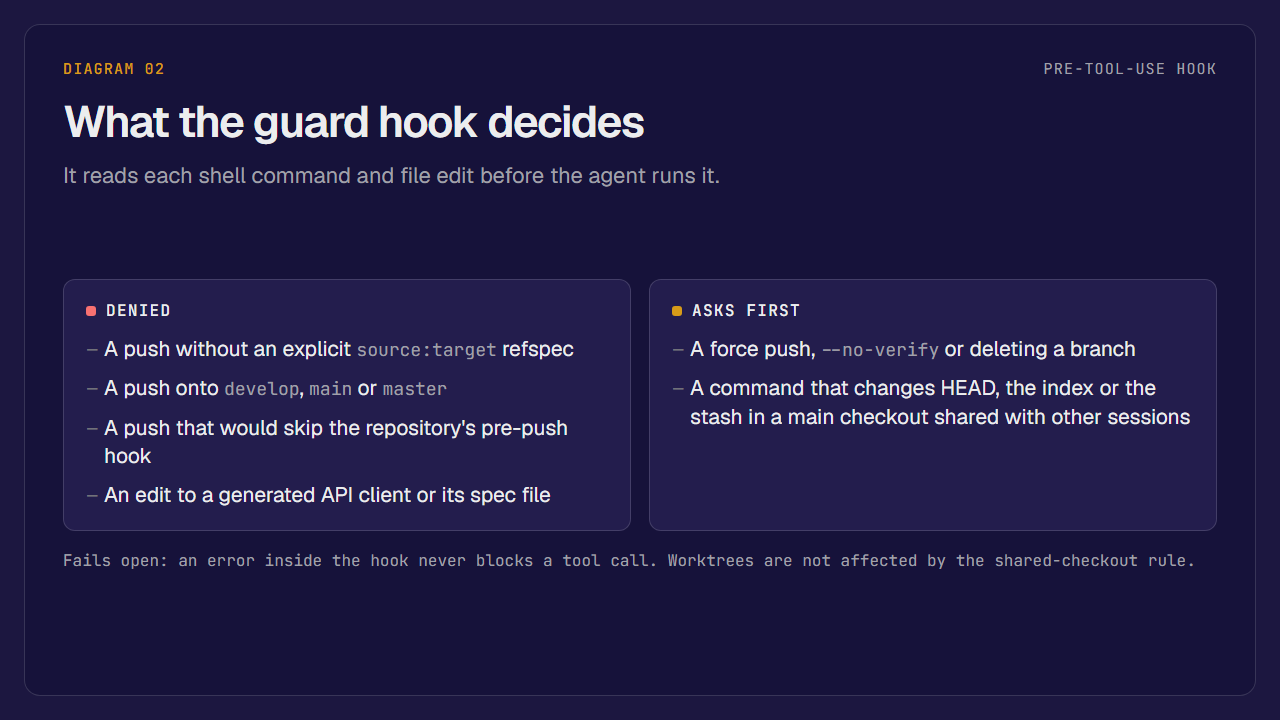 DIAGRAM 02
PRE-TOOL-USE HOOK
What the guard hook decides
It reads each shell command and file edit before the agent runs it.
DENIED
– A push without an explicit source:target refspec
– A push onto develop, main or master
– A push that would skip the repository's pre-push
hook
– An edit to a generated API client or its spec file
ASKS FIRST
– A force push, --no-verify or deleting a branch
– A command that changes HEAD, the index or the
stash in a main checkout shared with other sessions
Fails open: an error inside the hook never blocks a tool call. Worktrees are not affected by the shared-checkout rule.